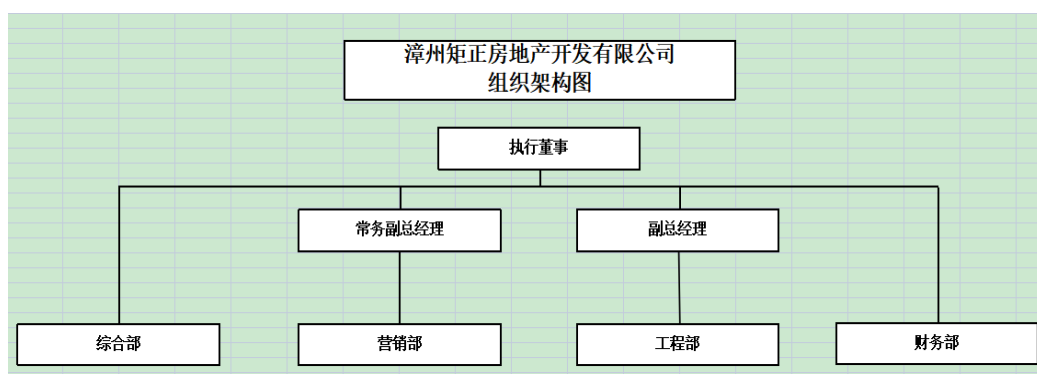 漳州矩正房地产开发有限公司
组织架构图
执行董事
常务副总经理
副总经理
综合部
营销部
工程部
财务部